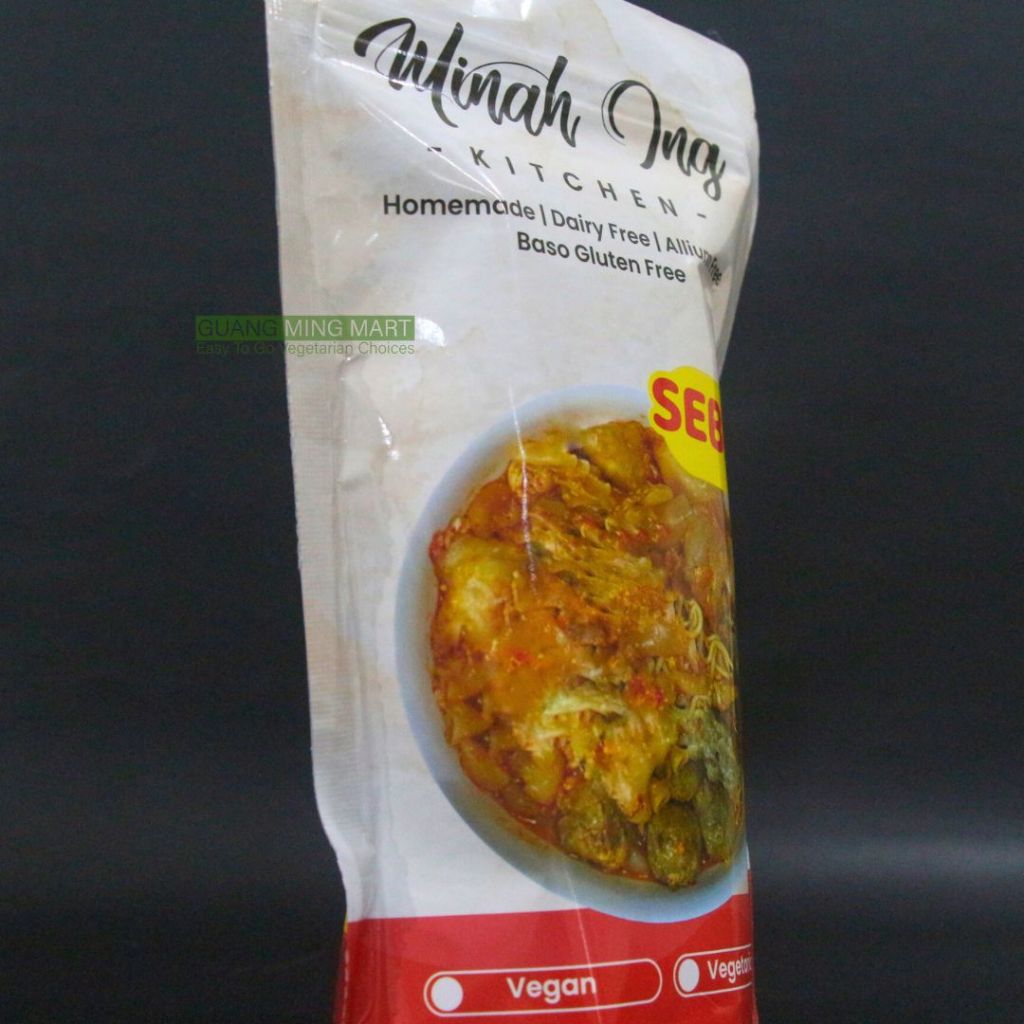 Minah Ing
- KITCHEN -
Homemade | Dairy Free | Allium Free
Baso Gluten Free
GUANG MING MART
Easy To Go Vegetarian Choices
SEB
Vegan